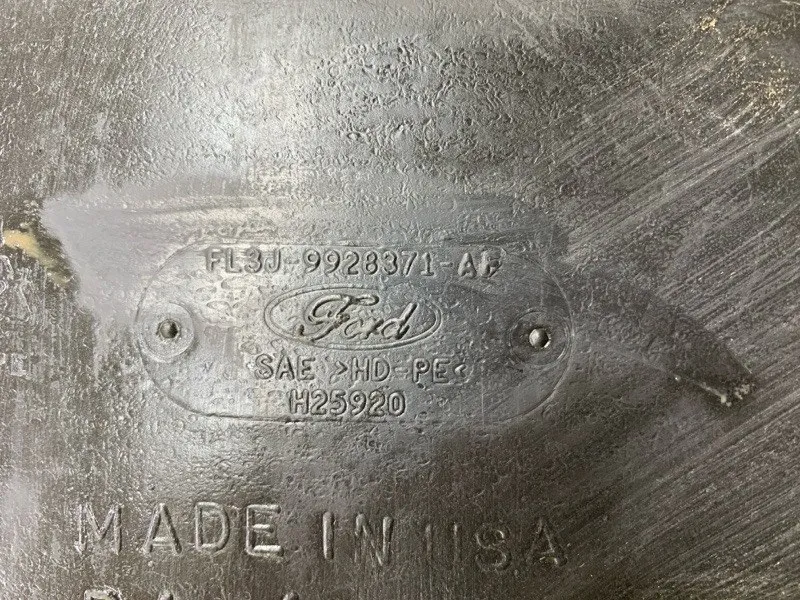 FL3J-9928371-AF
Ford
SAE >HD-PE<
H25920
MADE IN USA